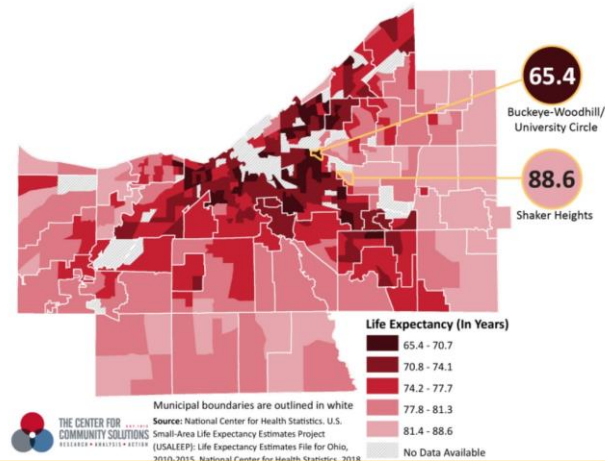 65.4
Buckeye-Woodhill/
University Circle
88.6
Shaker Heights
Life Expectancy (In Years)
65.4 - 70.7
70.8 - 74.1
74.2 - 77.7
77.8 - 81.3
81.4 - 88.6
No Data Available
Municipal boundaries are outlined in white
Source: National Center for Health Statistics. U.S.
Small-Area Life Expectancy Estimates Project
(USALEEP): Life Expectancy Estimates File for Ohio,
2010-2015. National Center for Health Statistics. 2018.
THE CENTER FOR
COMMUNITY SOLUTIONS
RESEARCH • ANALYSIS • ACTION